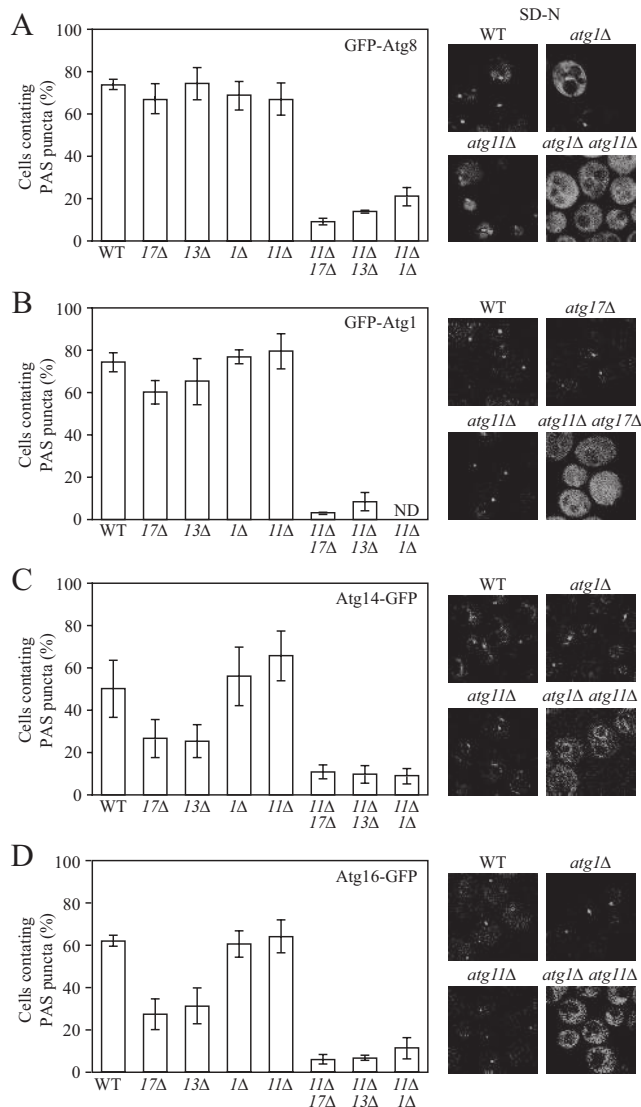 A
Cells contating
PAS puncta (%)
100
80
60
40
20
0
GFP-Atg8
WT 17Δ 13Δ 1Δ 11Δ 11Δ 11Δ 11Δ
17Δ 13Δ 1Δ
SD-N
WT atg1Δ
atg11Δ atg1Δ atg11Δ
B
Cells contating
PAS puncta (%)
100
80
60
40
20
0
GFP-Atg1
ND
WT 17Δ 13Δ 1Δ 11Δ 11Δ 11Δ 11Δ
17Δ 13Δ 1Δ
WT atg17Δ
atg11Δ atg11Δ atg17Δ
C
Cells contating
PAS puncta (%)
100
80
60
40
20
0
Atg14-GFP
WT 17Δ 13Δ 1Δ 11Δ 11Δ 11Δ 11Δ
17Δ 13Δ 1Δ
WT atg1Δ
atg11Δ atg1Δ atg11Δ
D
Cells contating
PAS puncta (%)
100
80
60
40
20
0
Atg16-GFP
WT 17Δ 13Δ 1Δ 11Δ 11Δ 11Δ 11Δ
17Δ 13Δ 1Δ
WT atg1Δ
atg11Δ atg1Δ atg11Δ